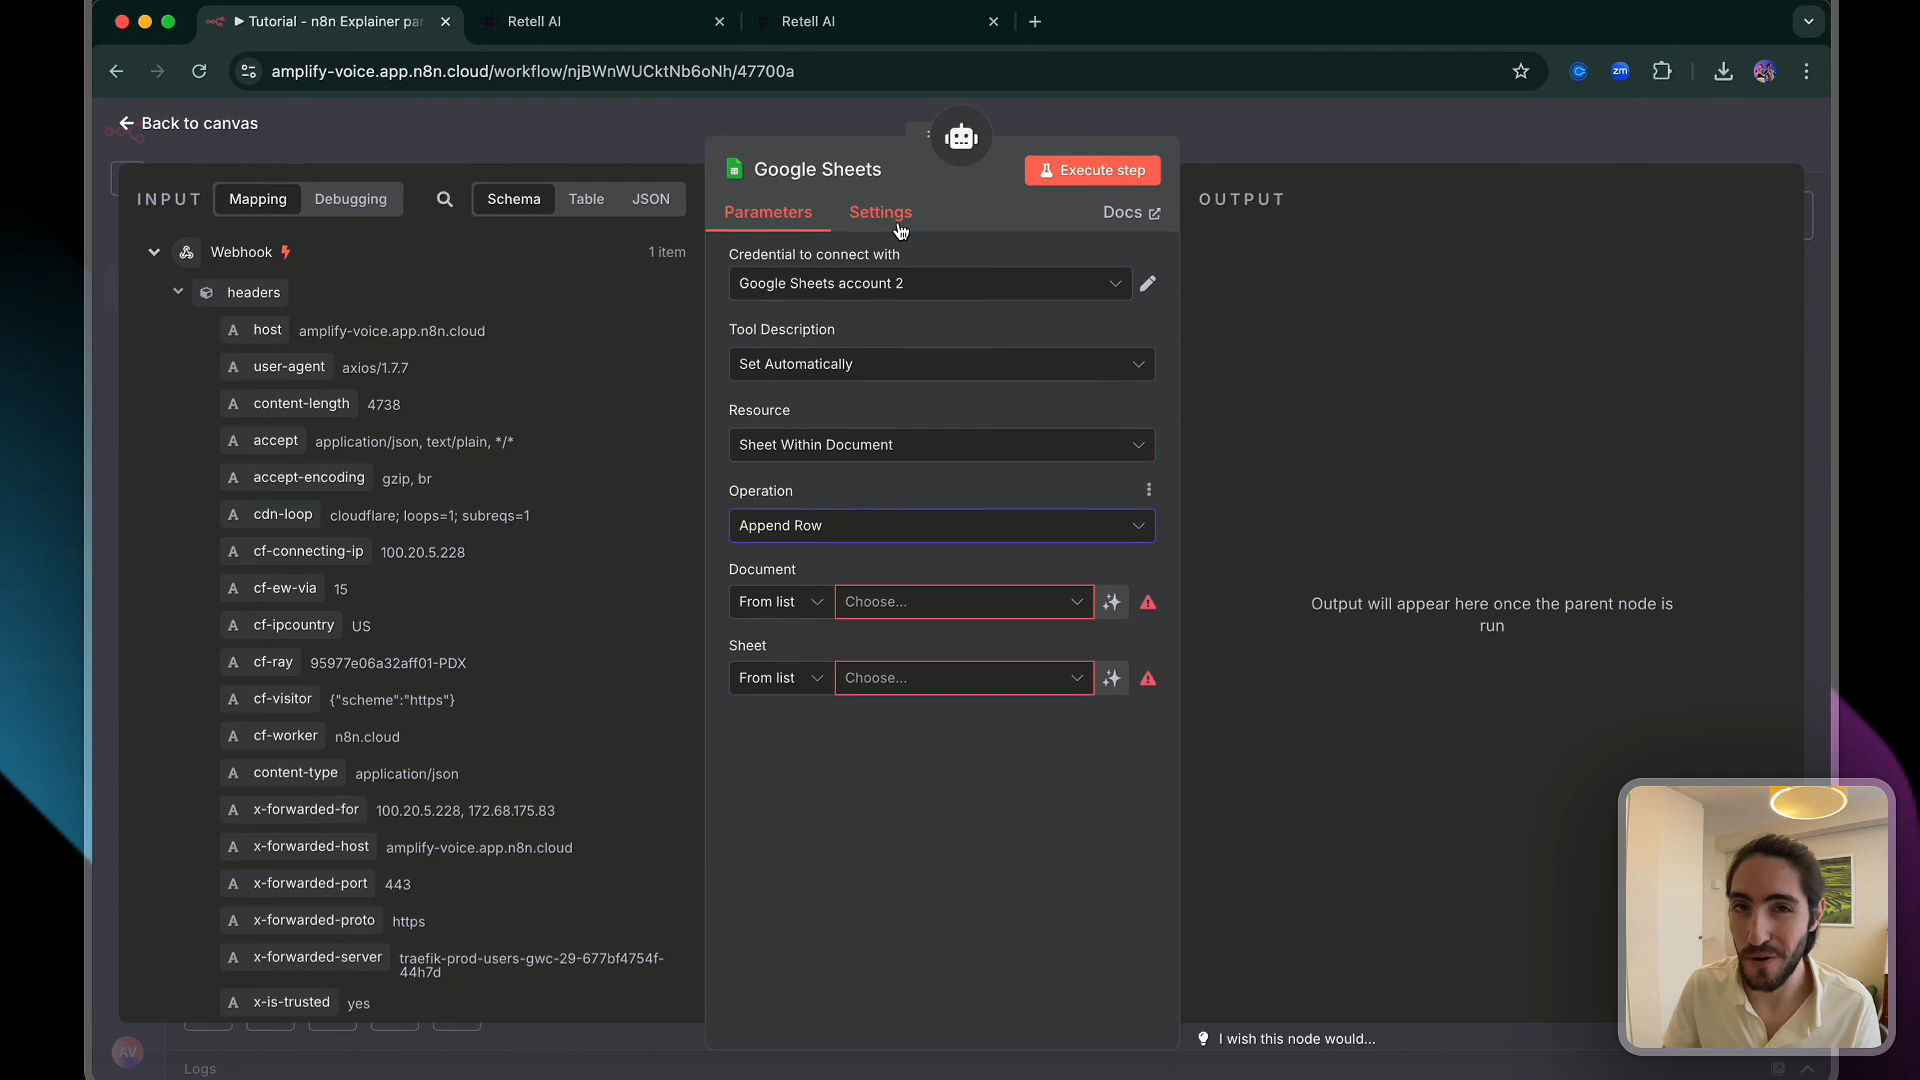 Tutorial - n8n Explainer par
Retell AI
Retell AI
amplify-voice.app.n8n.cloud/workflow/njBWnWUCktNb6oNh/47700a
zm
Back to canvas
INPUT
Mapping
Debugging
Schema
Table
JSON
Webhook
1 item
headers
A host amplify-voice.app.n8n.cloud
A user-agent axios/1.7.7
A content-length 4738
A accept application/json, text/plain, */*
A accept-encoding gzip, br
A cdn-loop cloudflare; loops=1; subreqs=1
A cf-connecting-ip 100.20.5.228
A cf-ew-via 15
A cf-ipcountry US
A cf-ray 95977e06a32aff01-PDX
A cf-visitor {"scheme":"https"}
A cf-worker n8n.cloud
A content-type application/json
A x-forwarded-for 100.20.5.228, 172.68.175.83
A x-forwarded-host amplify-voice.app.n8n.cloud
A x-forwarded-port 443
A x-forwarded-proto https
A x-forwarded-server traefik-prod-users-gwc-29-677bf4754f-
44h7d
A x-is-trusted yes
Google Sheets
Execute step
Parameters
Settings
Docs
Credential to connect with
Google Sheets account 2
Tool Description
Set Automatically
Resource
Sheet Within Document
Operation
Append Row
Document
From list
Choose...
Sheet
From list
Choose...
OUTPUT
Output will appear here once the parent node is
run
I wish this node would...
AV
Logs